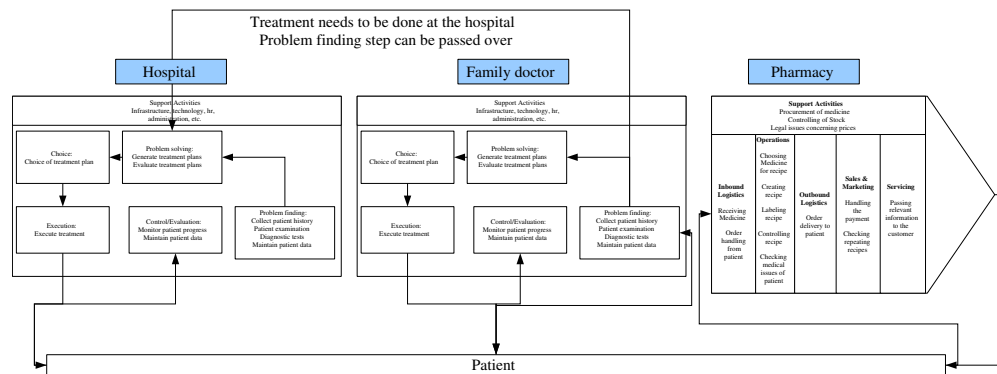 Treatment needs to be done at the hospital
Problem finding step can be passed over
Hospital
Family doctor
Pharmacy
Support Activities
Infrastructure, technology, hr,
administration, etc.
Choice:
Choice of treatment plan
Problem solving:
Generate treatment plans
Evaluate treatment plans
Execution:
Execute treatment
Control/Evaluation:
Monitor patient progress
Maintain patient data
Problem finding:
Collect patient history
Patient examination
Diagnostic tests
Maintain patient data
Support Activities
Infrastructure, technology, hr,
administration, etc.
Choice:
Choice of treatment plan
Problem solving:
Generate treatment plans
Evaluate treatment plans
Execution:
Execute treatment
Control/Evaluation:
Monitor patient progress
Maintain patient data
Problem finding:
Collect patient history
Patient examination
Diagnostic tests
Maintain patient data
Support Activities
Procurement of medicine
Controlling of Stock
Legal issues concerning prices
Inbound
Logistics
Receiving
Medicine
Order
handling
from
patient
Operations
Choosing
Medicine
for recipe
Creating
recipe
Labeling
recipe
Controlling
recipe
Checking
medical
issues of
patient
Outbound
Logistics
Order
delivery to
patient
Sales &
Marketing
Handling
the
payment
Checking
repeating
recipes
Servicing
Passing
relevant
information
to the
customer
Patient